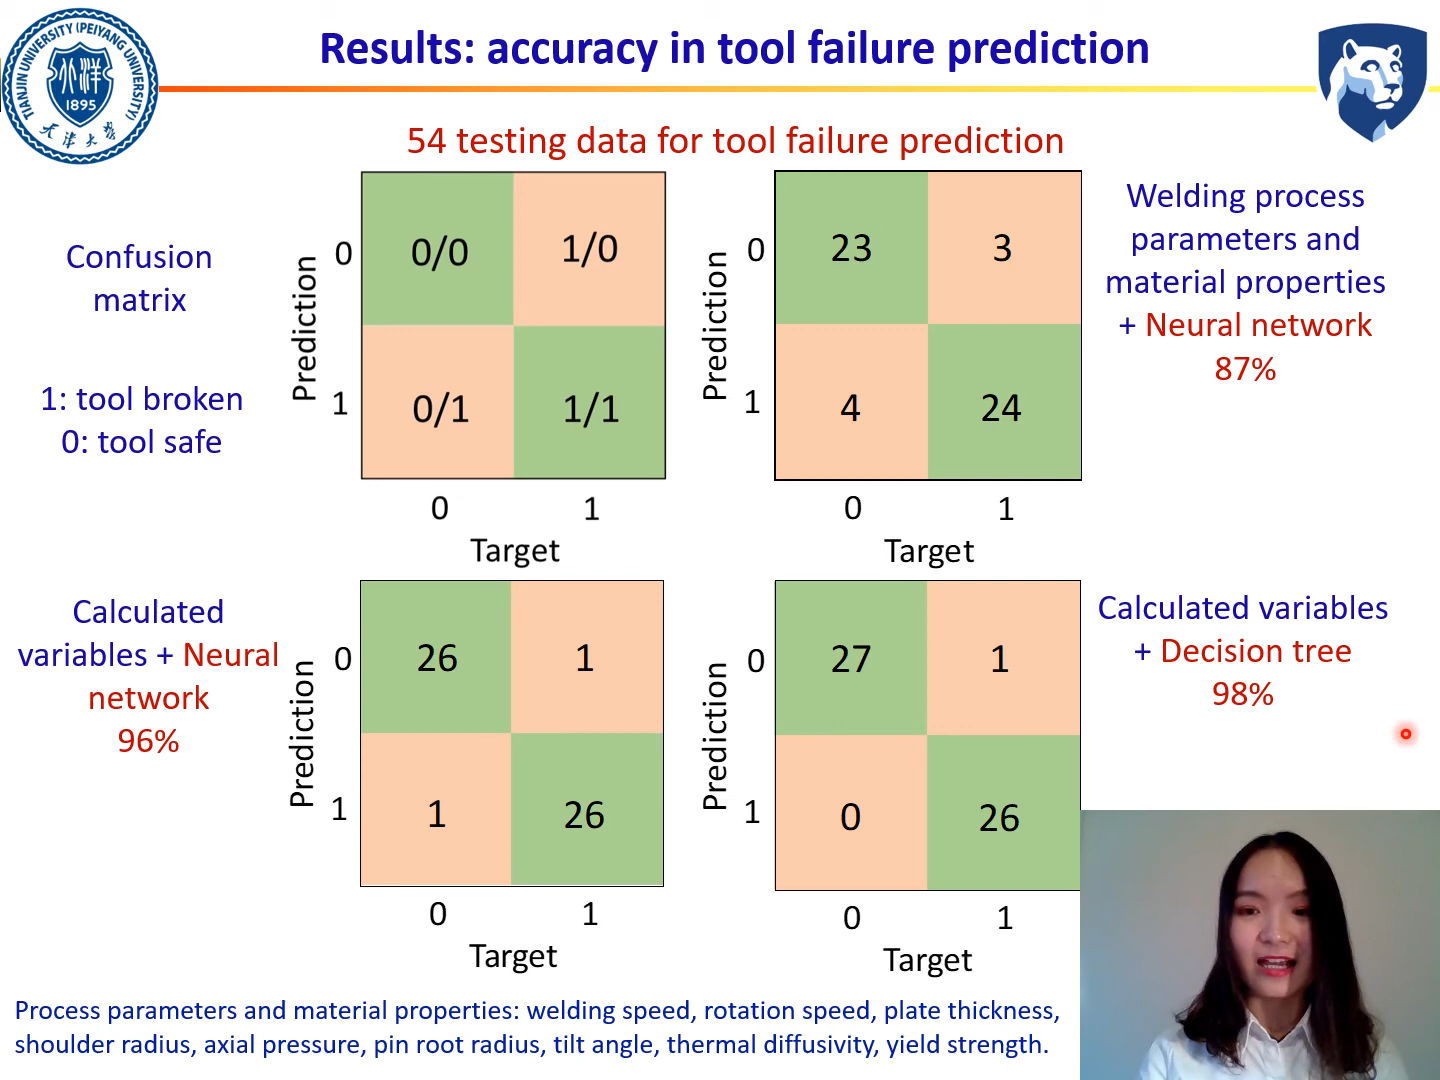 Results: accuracy in tool failure prediction
TIANJIN UNIVERSITY (PEIYANG UNIVERSITY)
1895
54 testing data for tool failure prediction
Confusion
matrix
1: tool broken
0: tool safe
Prediction
0
1
0/0
1/0
0/1
1/1
0
1
Target
Prediction
0
1
23
3
4
24
0
1
Target
Welding process
parameters and
material properties
+ Neural network
87%
Calculated
variables + Neural
network
96%
Prediction
0
1
26
1
1
26
0
1
Target
Prediction
0
1
27
1
0
26
0
1
Target
Calculated variables
+ Decision tree
98%
Process parameters and material properties: welding speed, rotation speed, plate thickness,
shoulder radius, axial pressure, pin root radius, tilt angle, thermal diffusivity, yield strength.